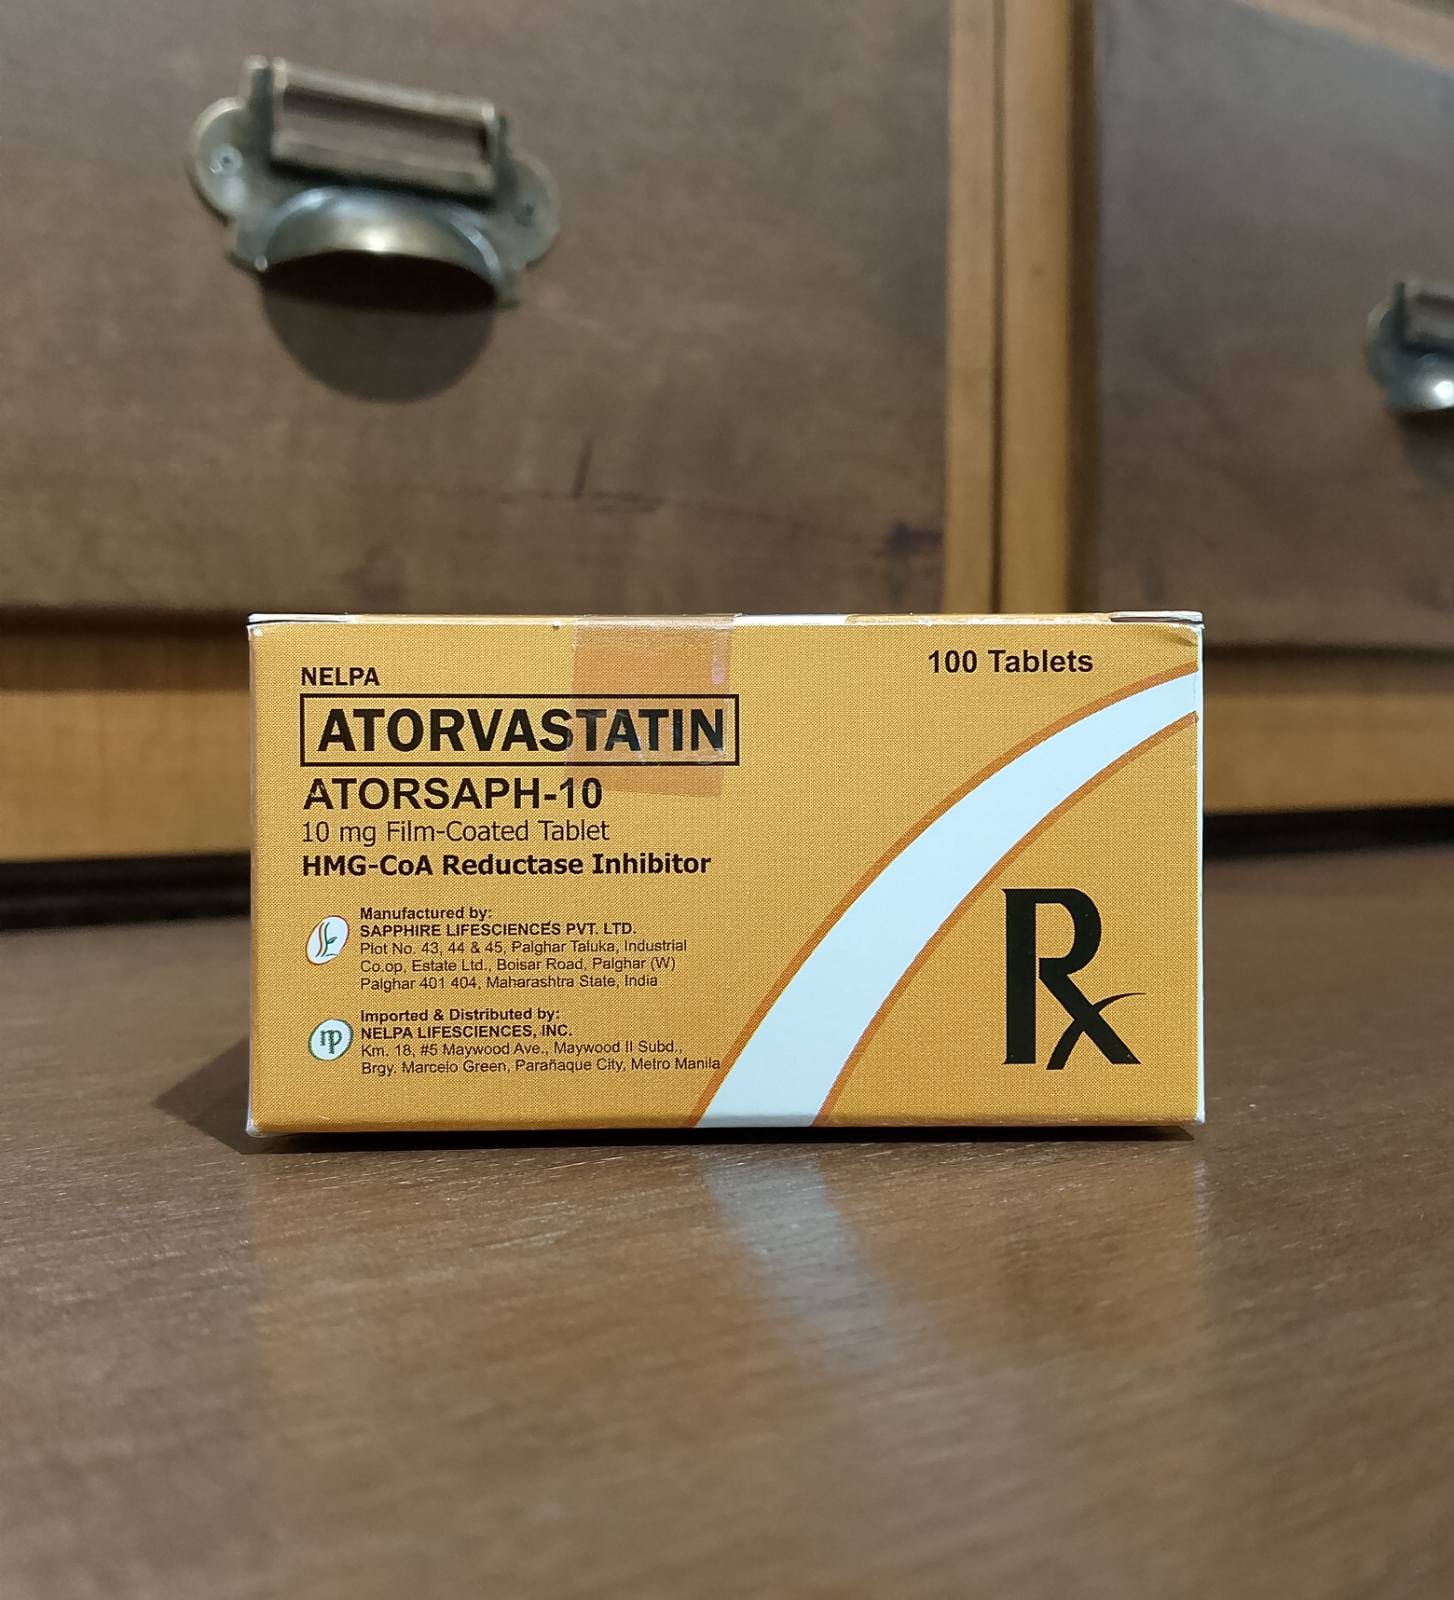 NELPA
100 Tablets
ATORVASTATIN
ATORSAPH-10
10 mg Film-Coated Tablet
HMG-CoA Reductase Inhibitor
Manufactured by:
SAPPHIRE LIFESCIENCES PVT. LTD.
Plot No. 43, 44 & 45, Palghar Taluka, Industrial
Co.op, Estate Ltd., Boisar Road, Palghar (W)
Palghar 401 404, Maharashtra State, India
Imported & Distributed by:
np
NELPA LIFESCIENCES, INC.
Km. 18, #5 Maywood Ave., Maywood II Subd.,
Brgy. Marcelo Green, Parañaque City, Metro Manila
Rx